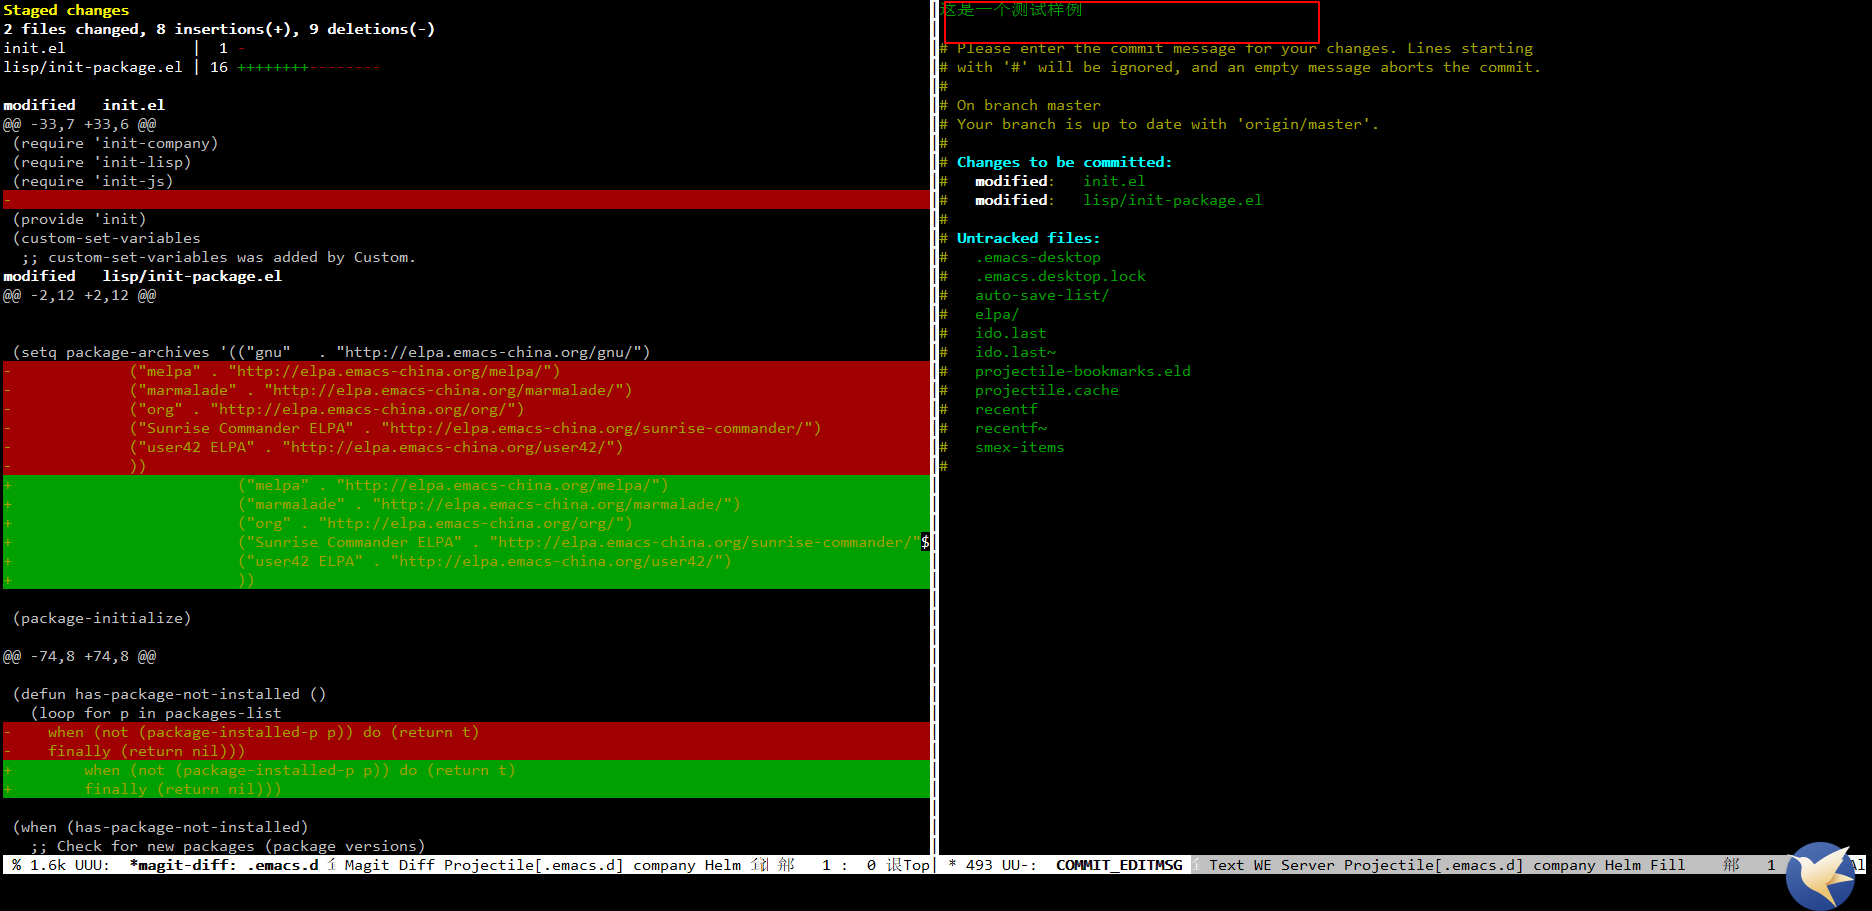 Staged changes
2 files changed, 8 insertions(+), 9 deletions(-)
init.el              |  1 -
lisp/init-package.el | 16 ++++++++--------

modified   init.el
@@ -33,7 +33,6 @@
 (require 'init-company)
 (require 'init-lisp)
 (require 'init-js)
-
 (provide 'init)
 (custom-set-variables
  ;; custom-set-variables was added by Custom.
modified   lisp/init-package.el
@@ -2,12 +2,12 @@

 (setq package-archives '(("gnu"   . "http://elpa.emacs-china.org/gnu/")
-             ("melpa" . "http://elpa.emacs-china.org/melpa/")
-             ("marmalade" . "http://elpa.emacs-china.org/marmalade/")
-             ("org" . "http://elpa.emacs-china.org/org/")
-             ("Sunrise Commander ELPA" . "http://elpa.emacs-china.org/sunrise-commander/")
-             ("user42 ELPA" . "http://elpa.emacs-china.org/user42/")
-             ))
+                         ("melpa" . "http://elpa.emacs-china.org/melpa/")
+                         ("marmalade" . "http://elpa.emacs-china.org/marmalade/")
+                         ("org" . "http://elpa.emacs-china.org/org/")
+                         ("Sunrise Commander ELPA" . "http://elpa.emacs-china.org/sunrise-commander/"$
+                         ("user42 ELPA" . "http://elpa.emacs-china.org/user42/")
+                         ))

 (package-initialize)

@@ -74,8 +74,8 @@

 (defun has-package-not-installed ()
   (loop for p in packages-list
-    when (not (package-installed-p p)) do (return t)
-    finally (return nil)))
+        when (not (package-installed-p p)) do (return t)
+        finally (return nil)))

 (when (has-package-not-installed)
      ;; Check for new packages (package versions)
% 1.6k UUU:  *magit-diff: .emacs.d Magit Diff Projectile[.emacs.d] company Helm 1 :  0 Top
这是一个测试样例

# Please enter the commit message for your changes. Lines starting
# with '#' will be ignored, and an empty message aborts the commit.
#
# On branch master
# Your branch is up to date with 'origin/master'.
#
# Changes to be committed:
#   modified:   init.el
#   modified:   lisp/init-package.el
#
# Untracked files:
#   .emacs-desktop
#   .emacs.desktop.lock
#   auto-save-list/
#   elpa/
#   ido.last
#   ido.last~
#   projectile-bookmarks.eld
#   projectile.cache
#   recentf
#   recentf~
#   smex-items
#
* 493 UU-:  COMMIT_EDITMSG Text WE Server Projectile[.emacs.d] company Helm Fill 1